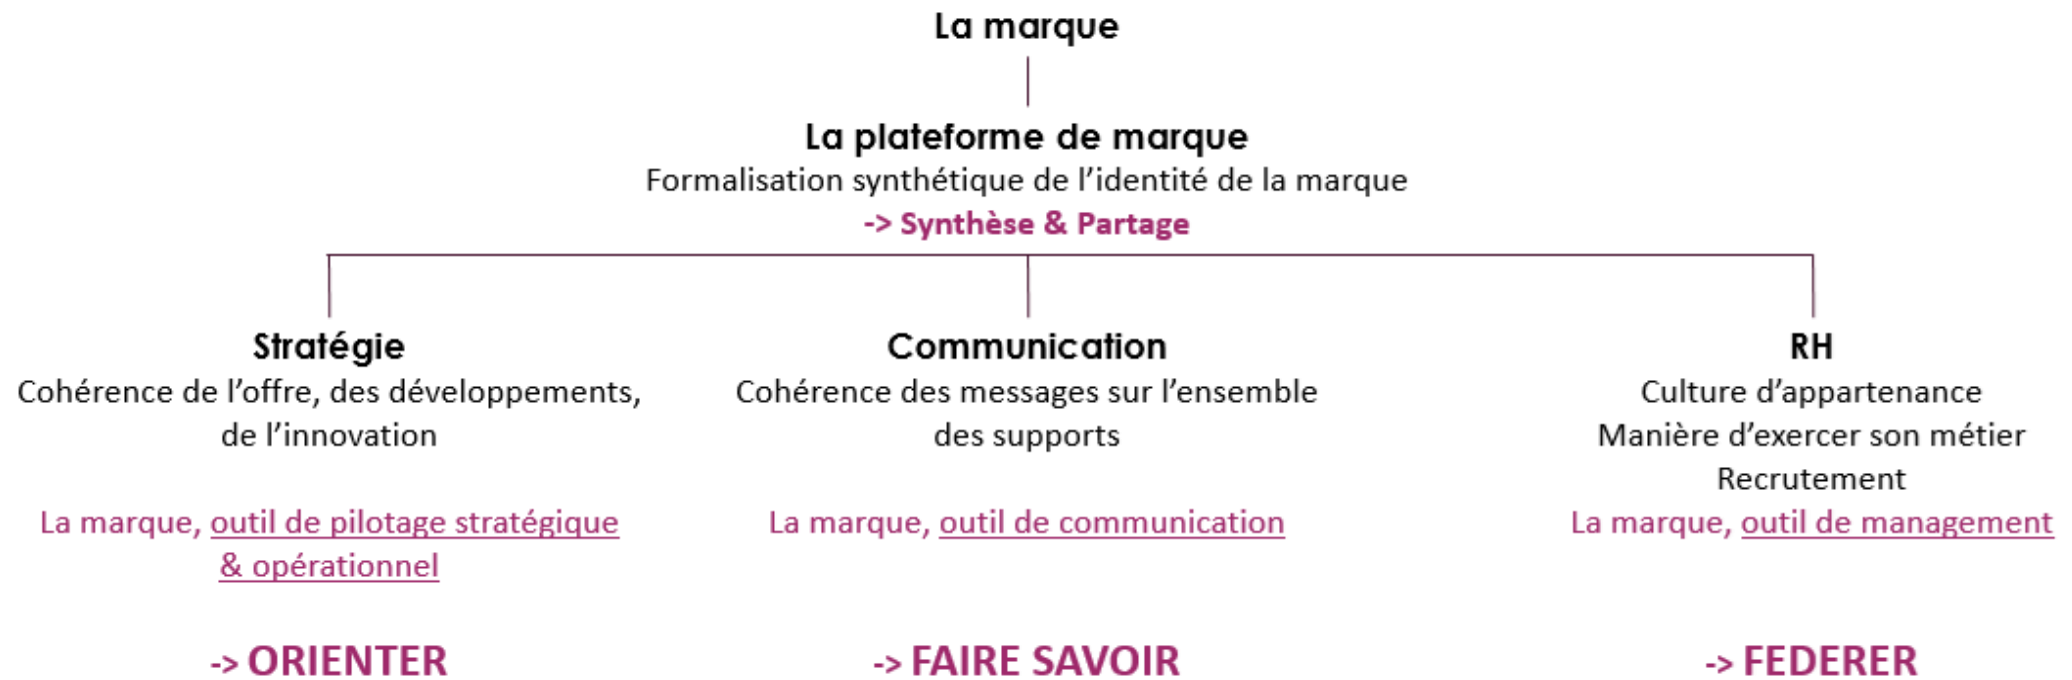 La marque
La plateforme de marque
Formalisation synthétique de l’identité de la marque
-> Synthèse & Partage
Stratégie
Cohérence de l’offre, des développements,
de l’innovation
La marque, outil de pilotage stratégique
& opérationnel
-> ORIENTER
Communication
Cohérence des messages sur l’ensemble
des supports
La marque, outil de communication
-> FAIRE SAVOIR
RH
Culture d’appartenance
Manière d’exercer son métier
Recrutement
La marque, outil de management
-> FEDERER